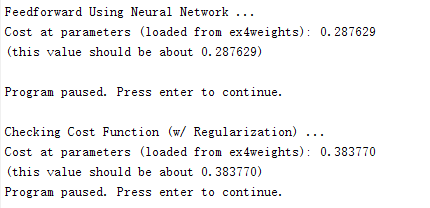 Feedforward Using Neural Network ...
Cost at parameters (loaded from ex4weights): 0.287629
(this value should be about 0.287629)
Program paused. Press enter to continue.
Checking Cost Function (w/ Regularization) ...
Cost at parameters (loaded from ex4weights): 0.383770
(this value should be about 0.383770)
Program paused. Press enter to continue.